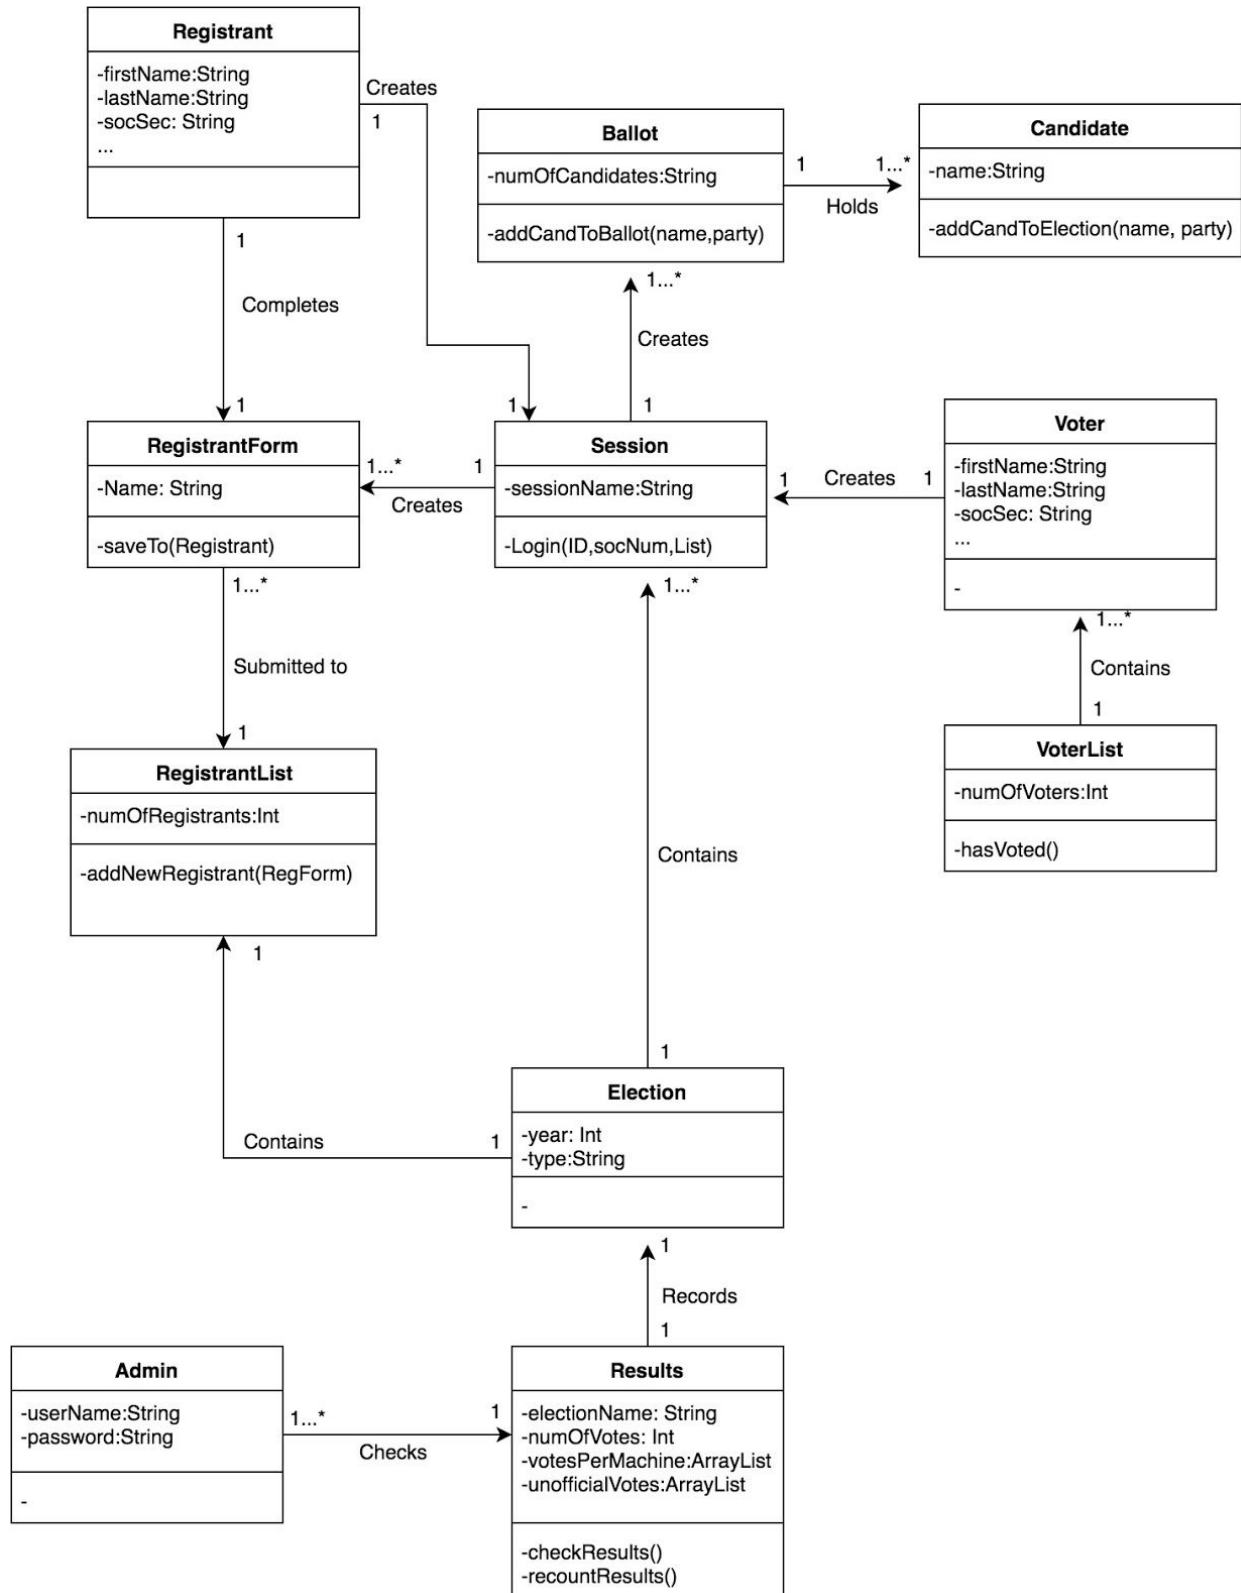 Registrant
-firstName:String
-lastName:String
-socSec: String
...
Creates
1
1
Completes
1
Ballot
-numOfCandidates:String
-addCandToBallot(name,party)
1
1...*
Holds
Candidate
-name:String
-addCandToElection(name, party)
1...*
Creates
1
1
RegistrantForm
-Name: String
-saveTo(Registrant)
1...*
1
Creates
Session
-sessionName:String
-Login(ID,socNum,List)
1
Creates
1
Voter
-firstName:String
-lastName:String
-socSec: String
...
-
1...*
Submitted to
1
1...*
1...*
Contains
1
RegistrantList
-numOfRegistrants:Int
-addNewRegistrant(RegForm)
VoterList
-numOfVoters:Int
-hasVoted()
Contains
1
1
Contains
1
Election
-year: Int
-type:String
-
1
Records
1
Admin
-userName:String
-password:String
-
1...*
1
Checks
Results
-electionName: String
-numOfVotes: Int
-votesPerMachine:ArrayList
-unofficialVotes:ArrayList
-checkResults()
-recountResults()